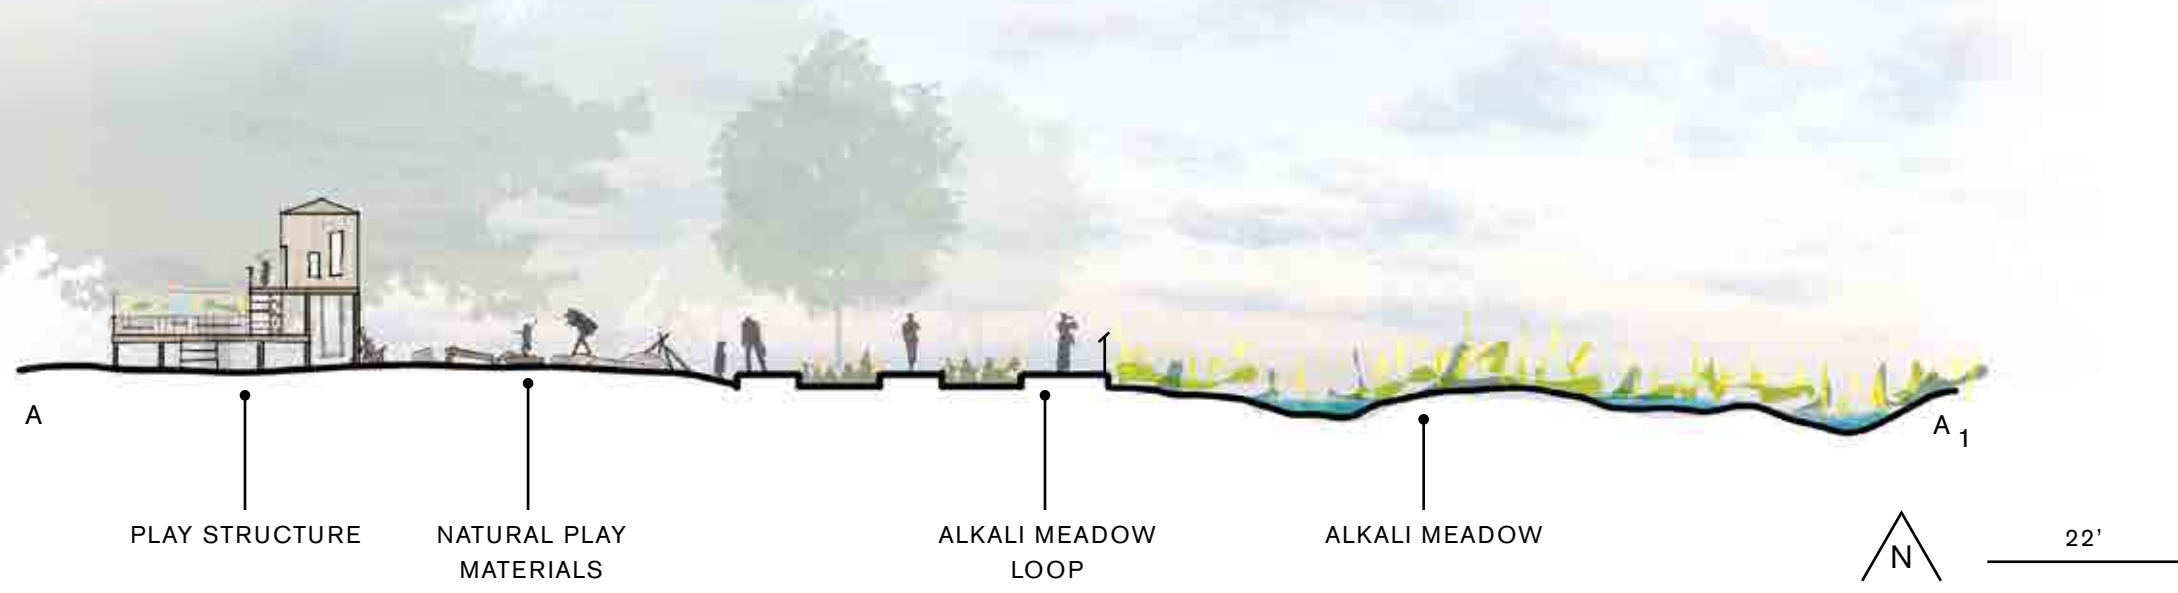 A
A 1
PLAY STRUCTURE
NATURAL PLAY
MATERIALS
ALKALI MEADOW
LOOP
ALKALI MEADOW
N
22'